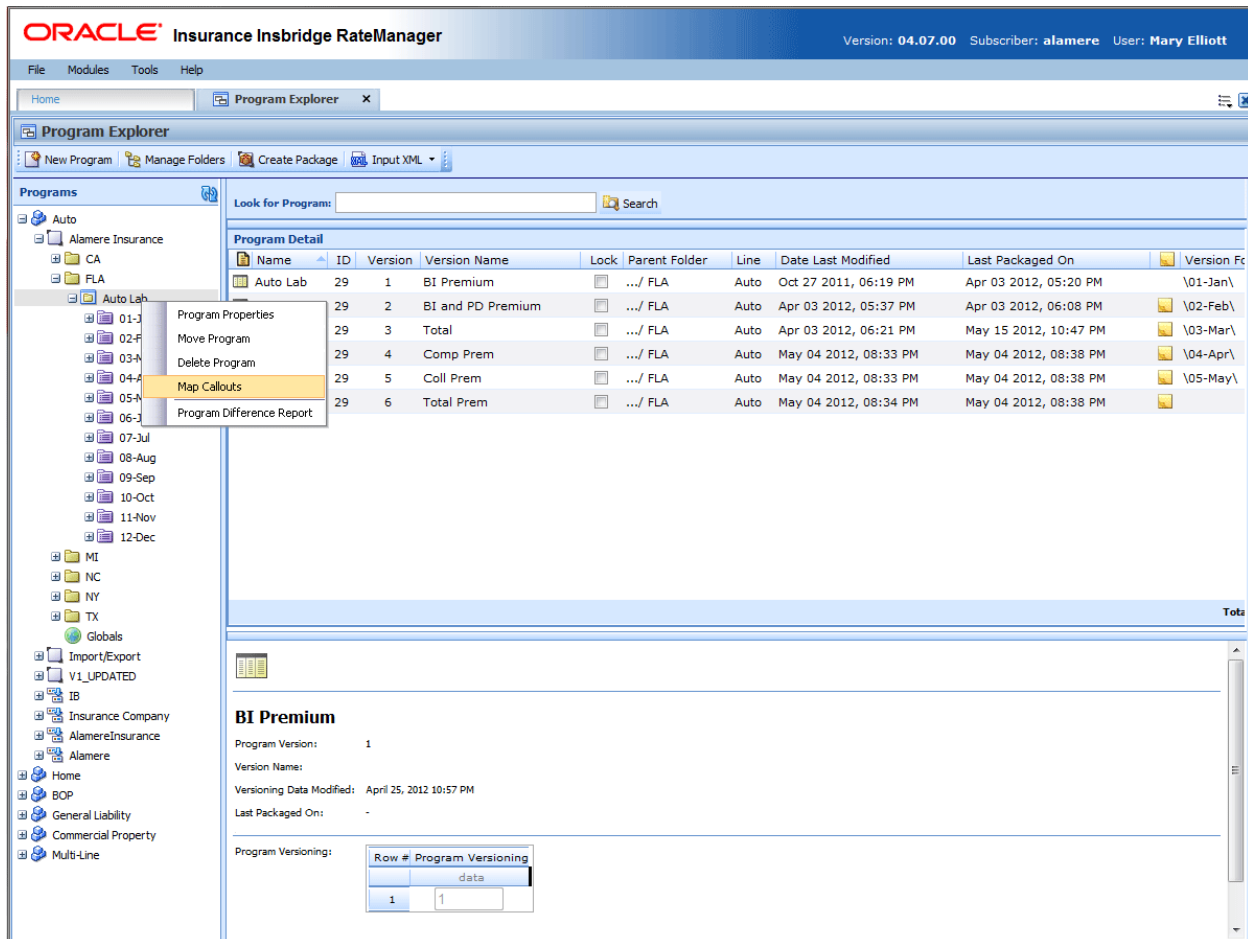 ORACLE Insurance Insbridge RateManager
Version: 04.07.00 Subscriber: alamere User: Mary Elliott
File Modules Tools Help
Home Program Explorer x
Program Explorer
New Program Manage Folders Create Package Input XML
Programs
Auto
Alamere Insurance
CA
FLA
Auto Lab
01-J
02-F
03-M
04-A
05-M
06-J
07-Jul
08-Aug
09-Sep
10-Oct
11-Nov
12-Dec
MI
NC
NY
TX
Globals
Import/Export
V1_UPDATED
IB
Insurance Company
AlamereInsurance
Alamere
Home
BOP
General Liability
Commercial Property
Multi-Line
Program Properties
Move Program
Delete Program
Map Callouts
Program Difference Report
Look for Program: Search
Program Detail
Name ID Version Version Name Lock Parent Folder Line Date Last Modified Last Packaged On Version Fo
Auto Lab 29 1 BI Premium .../ FLA Auto Oct 27 2011, 06:19 PM Apr 03 2012, 05:20 PM \01-Jan\
29 2 BI and PD Premium .../ FLA Auto Apr 03 2012, 05:37 PM Apr 03 2012, 06:08 PM \02-Feb\
29 3 Total .../ FLA Auto Apr 03 2012, 06:21 PM May 15 2012, 10:47 PM \03-Mar\
29 4 Comp Prem .../ FLA Auto May 04 2012, 08:33 PM May 04 2012, 08:38 PM \04-Apr\
29 5 Coll Prem .../ FLA Auto May 04 2012, 08:33 PM May 04 2012, 08:38 PM \05-May\
29 6 Total Prem .../ FLA Auto May 04 2012, 08:34 PM May 04 2012, 08:38 PM
Tota
BI Premium
Program Version: 1
Version Name:
Versioning Data Modified: April 25, 2012 10:57 PM
Last Packaged On: -
Program Versioning:
Row # Program Versioning
data
1 1